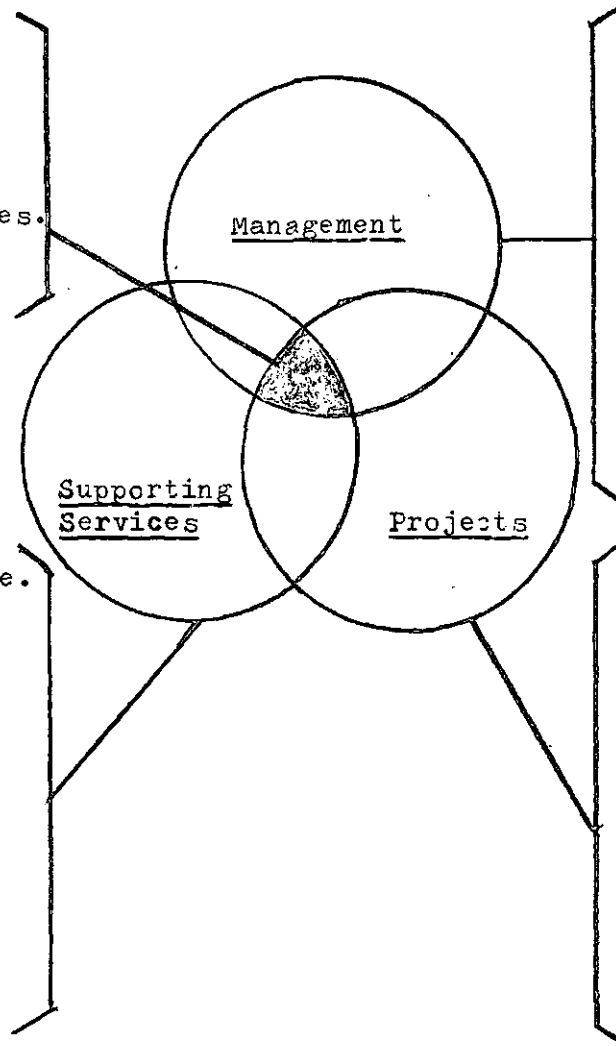 es.
Management
Supporting
Services
Projects
e.